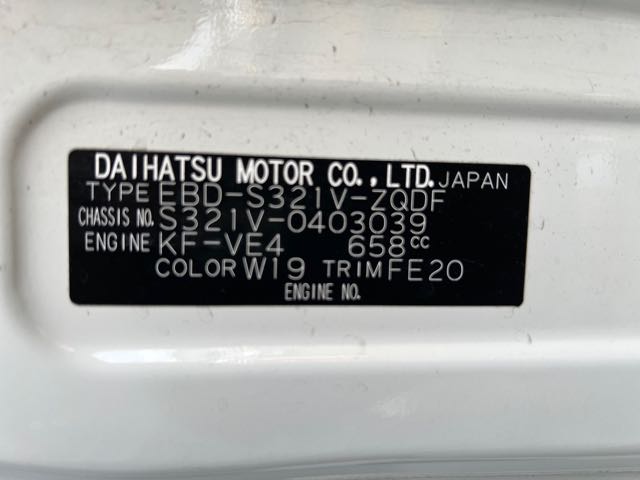 DAIHATSU MOTOR CO.,LTD. JAPAN
TYPE EBD-S321V-ZQDF
CHASSIS NO. S321V-0403039
ENGINE KF-VE4 658cc
COLOR W19 TRIM FE20
ENGINE NO.